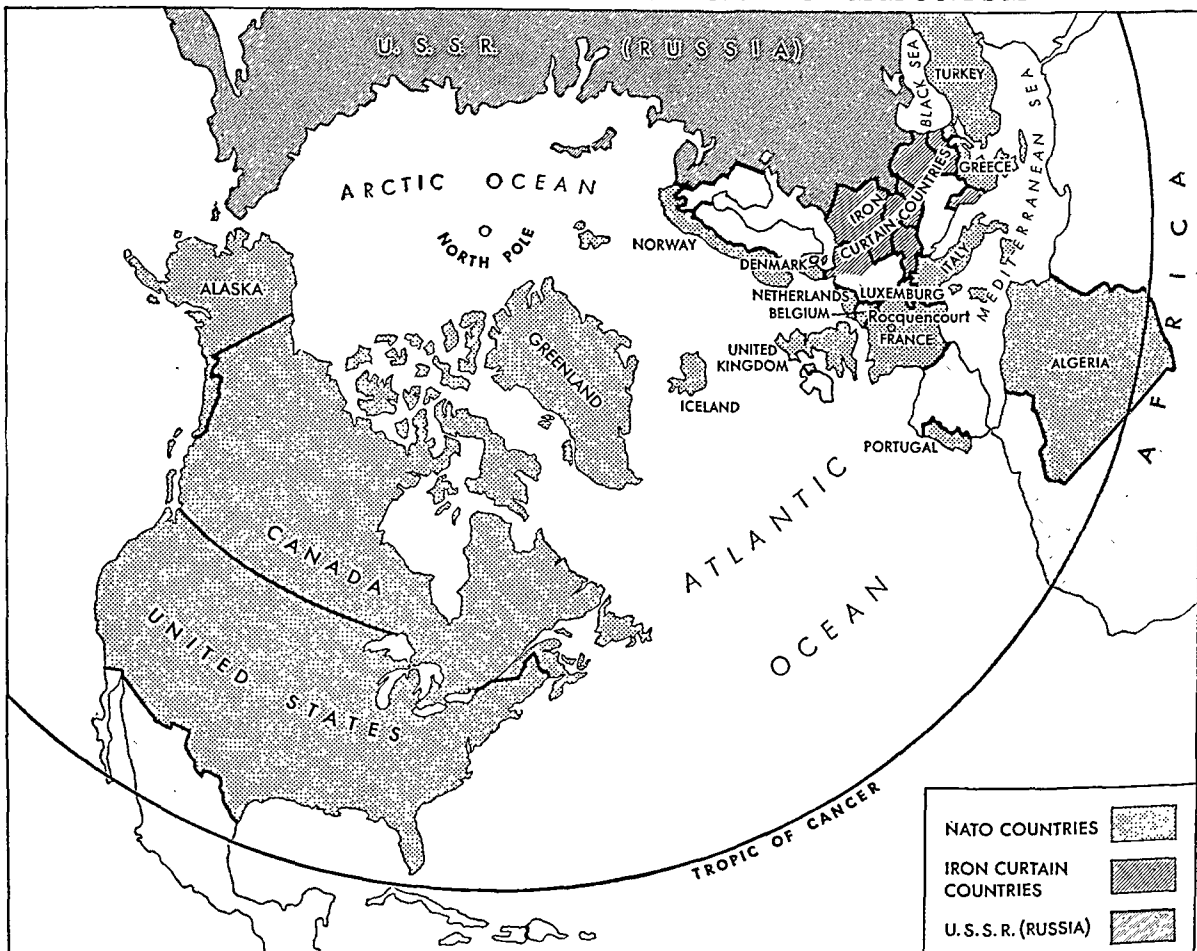 U. S. S. R. (RUSSIA)
BLACK SEA
TURKEY
MEDITERRANEAN SEA
GREECE
IRON
CURTAIN COUNTRIES
ARCTIC OCEAN
NORTH POLE
NORWAY
DENMARK
ITALY
ALASKA
NETHERLANDS
LUXEMBURG
BELGIUM
Rocquencourt
FRANCE
GREENLAND
UNITED
KINGDOM
ICELAND
ALGERIA
AFRICA
PORTUGAL
CANADA
ATLANTIC
OCEAN
UNITED STATES
TROPIC OF CANCER
NATO COUNTRIES
IRON CURTAIN
COUNTRIES
U.S.S.R. (RUSSIA)